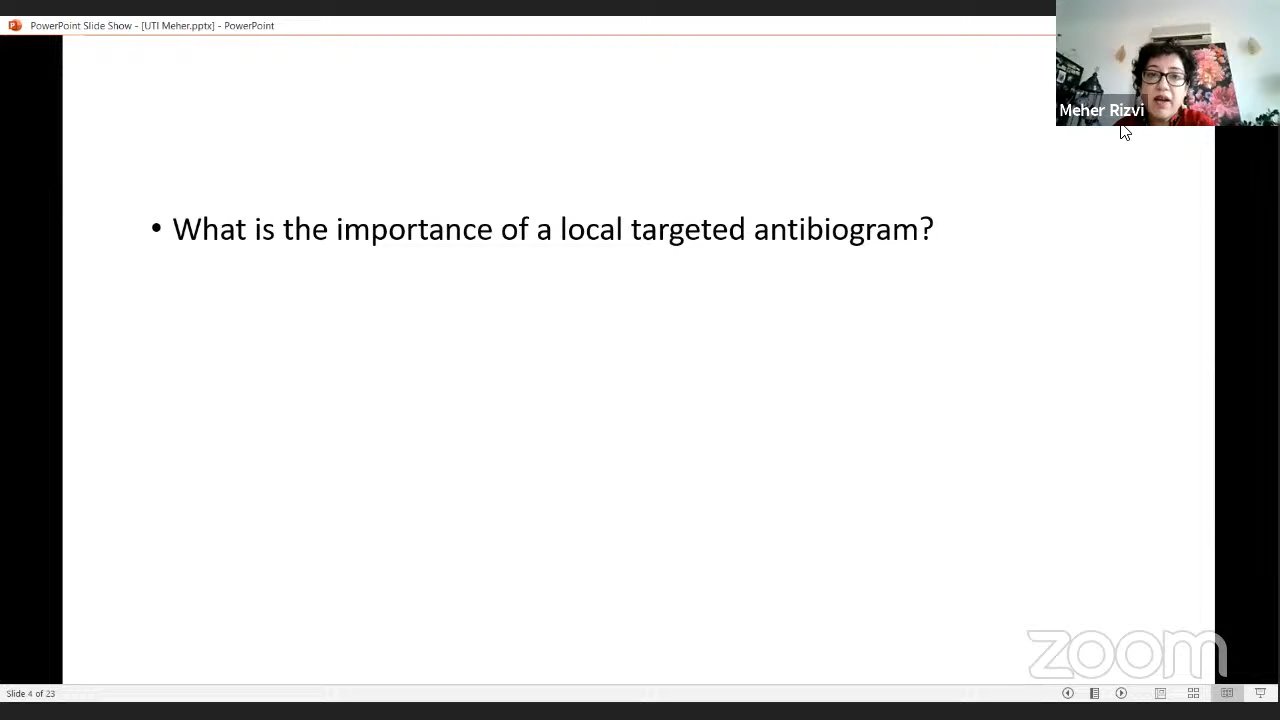 PowerPoint Slide Show - [UTI Meher.pptx] - PowerPoint
Meher Rizvi
• What is the importance of a local targeted antibiogram?
zoom
Slide 4 of 23